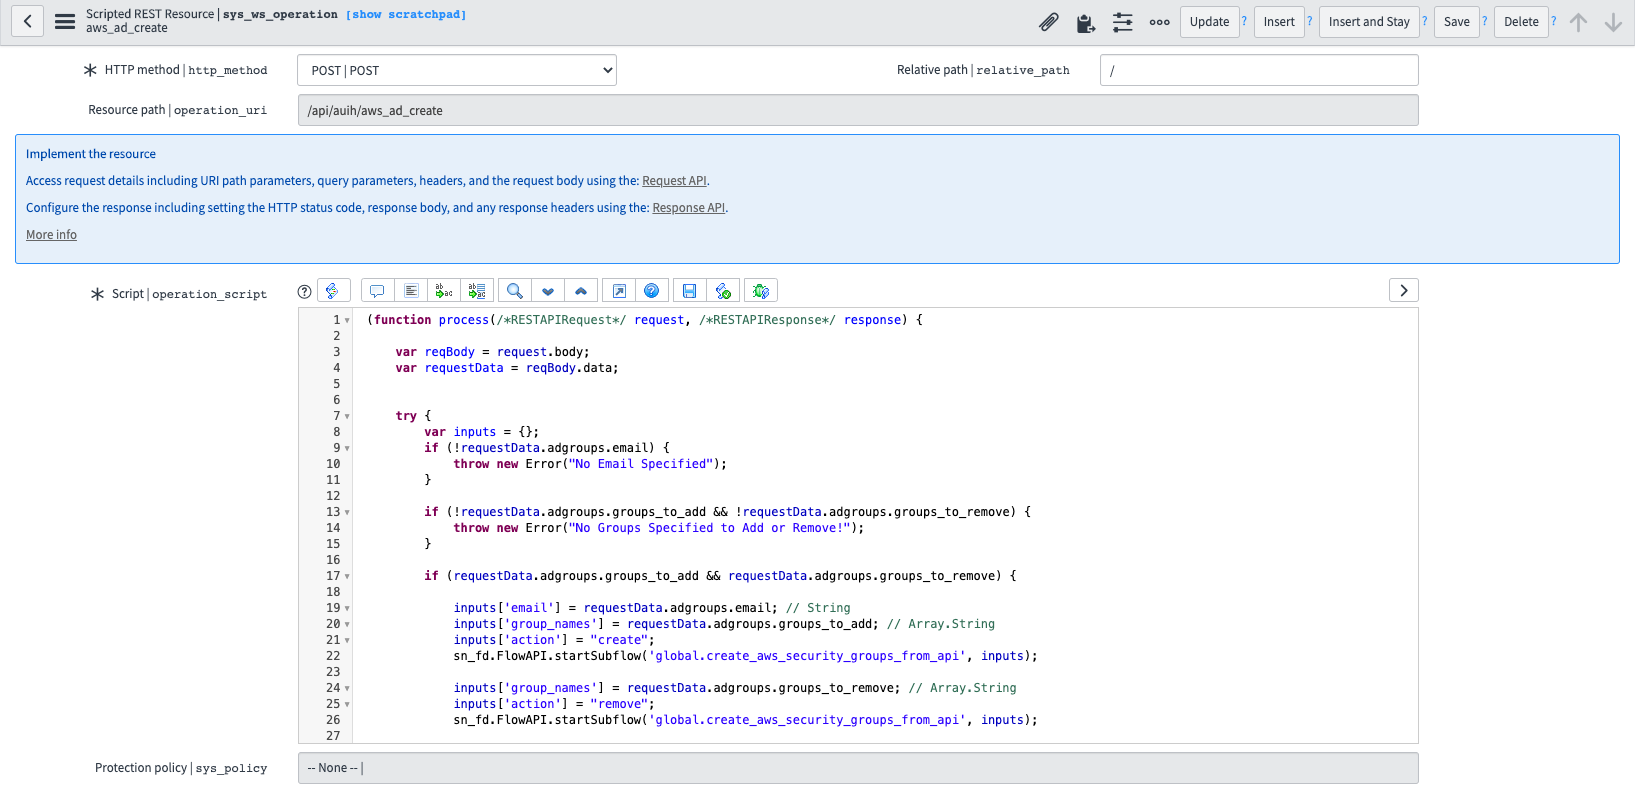 Scripted REST Resource | sys_ws_operation [show scratchpad]
aws_ad_create
Update ? Insert ? Insert and Stay ? Save ? Delete ?
HTTP method | http_method POST | POST Relative path | relative_path /
Resource path | operation_uri /api/auih/aws_ad_create
Implement the resource
Access request details including URI path parameters, query parameters, headers, and the request body using the: Request API.
Configure the response including setting the HTTP status code, response body, and any response headers using the: Response API.
More info
Script | operation_script
1 (function process(/*RESTAPIRequest*/ request, /*RESTAPIResponse*/ response) {
2
3 var reqBody = request.body;
4 var requestData = reqBody.data;
5
6
7 try {
8 var inputs = {};
9 if (!requestData.adgroups.email) {
10 throw new Error("No Email Specified");
11 }
12
13 if (!requestData.adgroups.groups_to_add && !requestData.adgroups.groups_to_remove) {
14 throw new Error("No Groups Specified to Add or Remove!");
15 }
16
17 if (requestData.adgroups.groups_to_add && requestData.adgroups.groups_to_remove) {
18
19 inputs['email'] = requestData.adgroups.email; // String
20 inputs['group_names'] = requestData.adgroups.groups_to_add; // Array.String
21 inputs['action'] = "create";
22 sn_fd.FlowAPI.startSubflow('global.create_aws_security_groups_from_api', inputs);
23
24 inputs['group_names'] = requestData.adgroups.groups_to_remove; // Array.String
25 inputs['action'] = "remove";
26 sn_fd.FlowAPI.startSubflow('global.create_aws_security_groups_from_api', inputs);
27
Protection policy | sys_policy -- None -- |